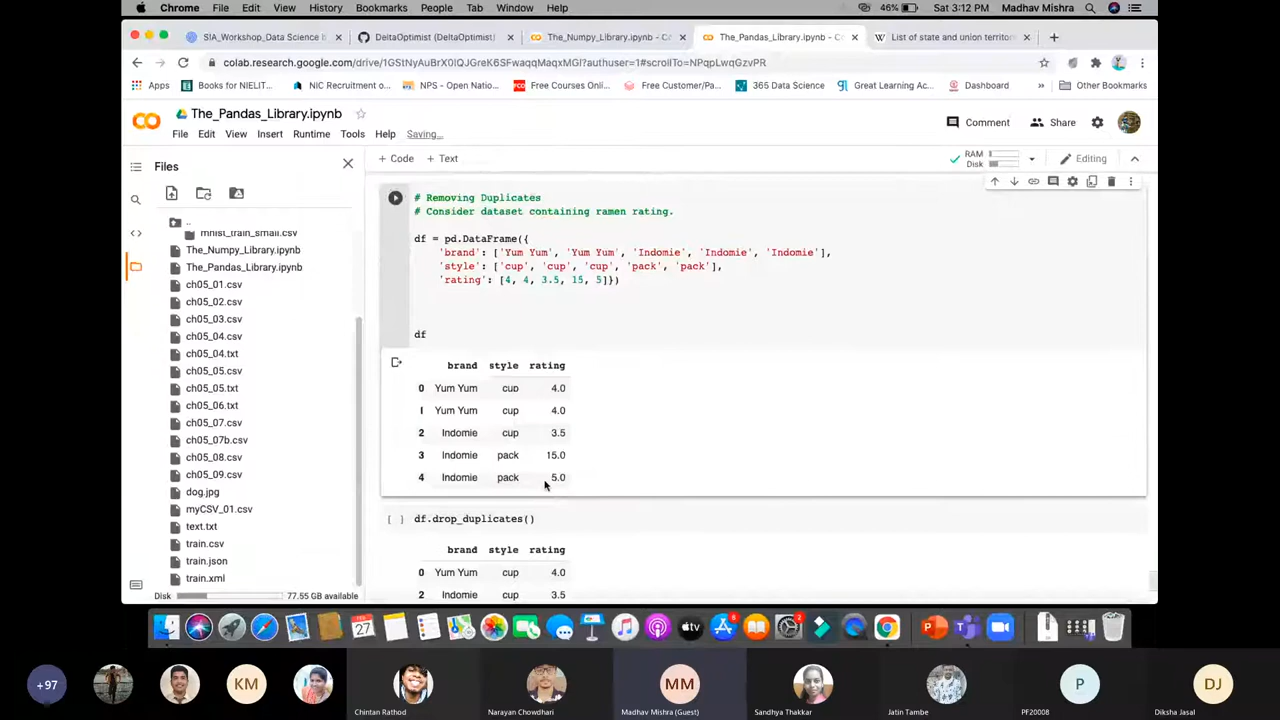 Chrome File Edit View History Bookmarks People Tab Window Help 46% Sat 3:12 PM Madhav Mishra
SIA_Workshop_Data Science b
DeltaOptimist (DeltaOptimist)
The_Numpy_Library.ipynb - C
The_Pandas_Library.ipynb - C
List of state and union territor
colab.research.google.com/drive/1GStNyAuBrX0IQJGreK6SFwaqqMaqxMGl?authuser=1#scrollTo=NPqpLwqGzvPR
Apps Books for NIELIT... NIC Recruitment o... NPS - Open Natio... Free Courses Onli... Free Customer/Pa... 365 Data Science Great Learning Ac... Dashboard » Other Bookmarks
The_Pandas_Library.ipynb
File Edit View Insert Runtime Tools Help Saving...
Comment Share
Files
+ Code + Text
RAM
Disk
Editing
..
mnist_train_small.csv
The_Numpy_Library.ipynb
The_Pandas_Library.ipynb
ch05_01.csv
ch05_02.csv
ch05_03.csv
ch05_04.csv
ch05_04.txt
ch05_05.csv
ch05_05.txt
ch05_06.txt
ch05_07.csv
ch05_07b.csv
ch05_08.csv
ch05_09.csv
dog.jpg
myCSV_01.csv
text.txt
train.csv
train.json
train.xml
Disk 77.55 GB available
# Removing Duplicates
# Consider dataset containing ramen rating.
df = pd.DataFrame({
'brand': ['Yum Yum', 'Yum Yum', 'Indomie', 'Indomie', 'Indomie'],
'style': ['cup', 'cup', 'cup', 'pack', 'pack'],
'rating': [4, 4, 3.5, 15, 5]})
df
brand style rating
0 Yum Yum cup 4.0
1 Yum Yum cup 4.0
2 Indomie cup 3.5
3 Indomie pack 15.0
4 Indomie pack 5.0
[ ] df.drop_duplicates()
brand style rating
0 Yum Yum cup 4.0
2 Indomie cup 3.5
FEB
27
tv
6
2
+97
KM
MM
P
DJ
Chintan Rathod
Narayan Chowdhari
Madhav Mishra (Guest)
Sandhya Thakkar
Jatin Tambe
PF20008
Diksha Jasal